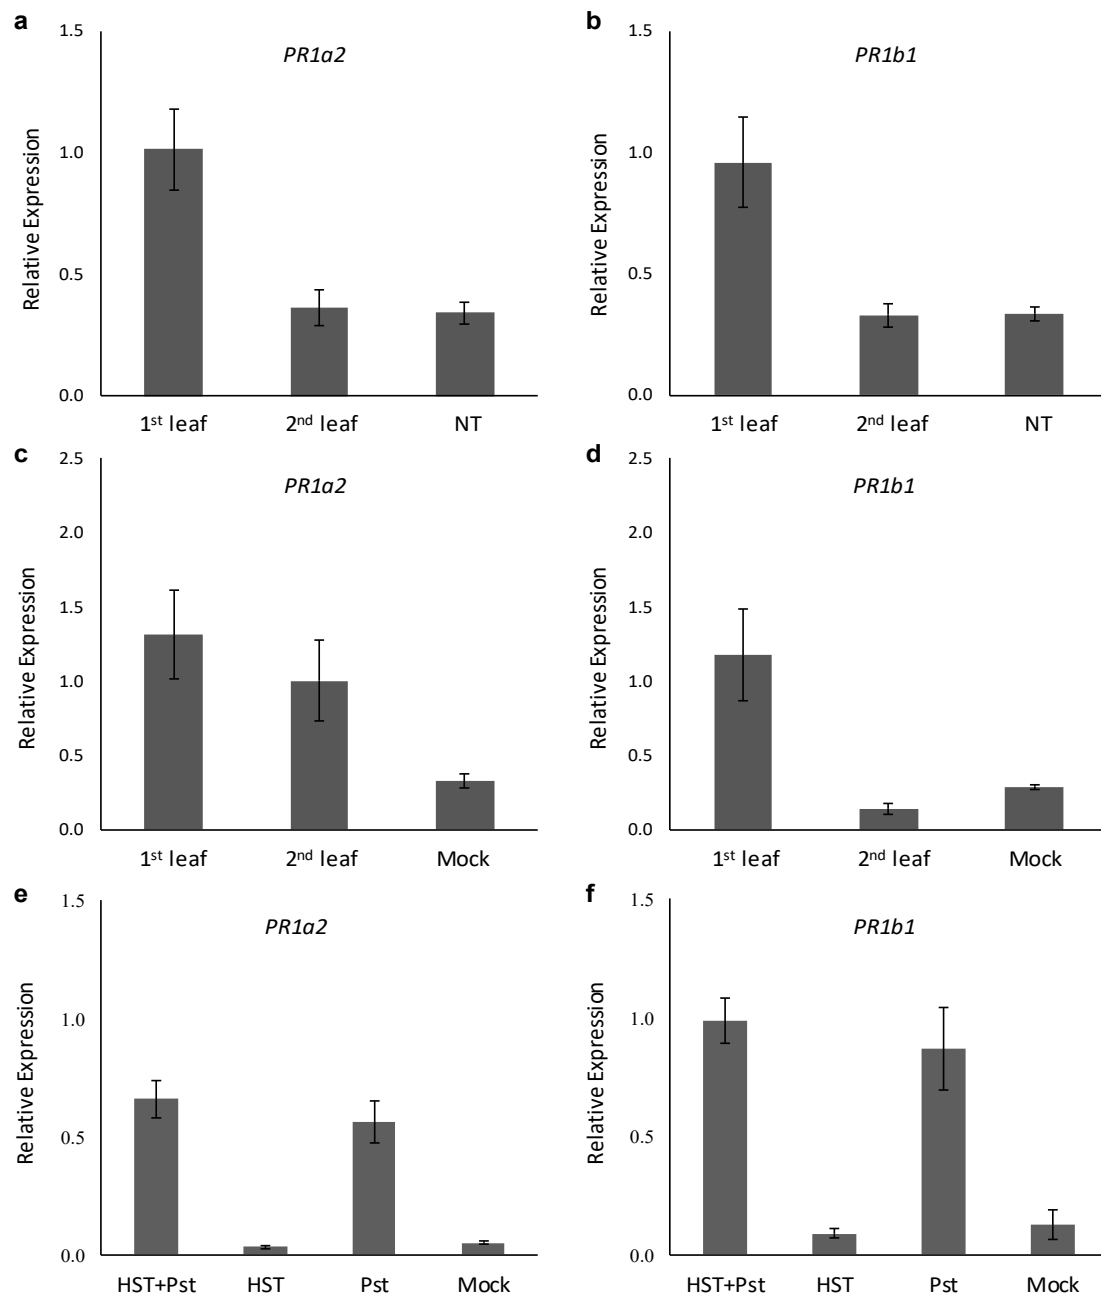 a
PR1a2
Relative Expression
1.5
1.0
0.5
0.0
1st leaf 2nd leaf NT
b
PR1b1
Relative Expression
1.5
1.0
0.5
0.0
1st leaf 2nd leaf NT
c
PR1a2
Relative Expression
2.5
2.0
1.5
1.0
0.5
0.0
1st leaf 2nd leaf Mock
d
PR1b1
Relative Expression
2.5
2.0
1.5
1.0
0.5
0.0
1st leaf 2nd leaf Mock
e
PR1a2
Relative Expression
1.5
1.0
0.5
0.0
HST+Pst HST Pst Mock
f
PR1b1
Relative Expression
1.5
1.0
0.5
0.0
HST+Pst HST Pst Mock